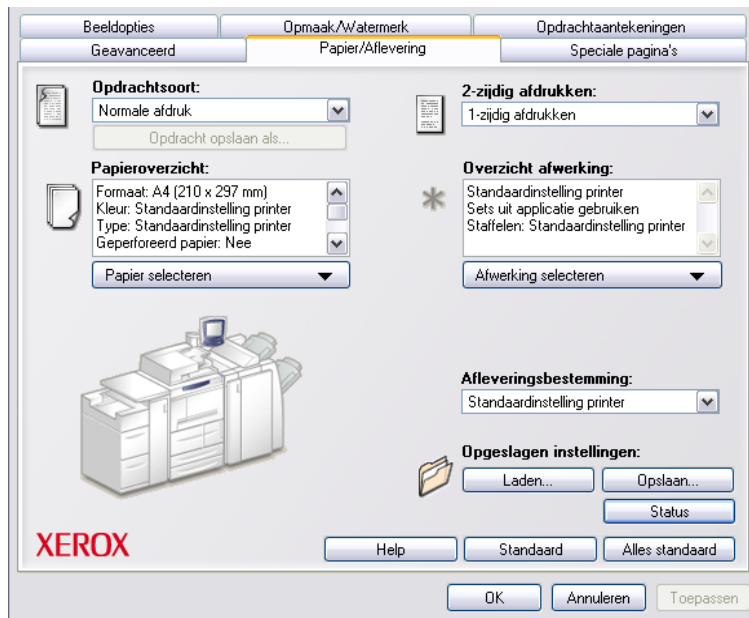 Beeldopties
Opmaak/Watermerk
Opdrachtaantekeningen
Geavanceerd
Papier/Aflevering
Speciale pagina's
Opdrachtsoort:
Normale afdruk
Opdracht opslaan als...
2-zijdig afdrukken:
1-zijdig afdrukken
Papieroverzicht:
Formaat: A4 (210 x 297 mm)
Kleur: Standaardinstelling printer
Type: Standaardinstelling printer
Geperforeerd papier: Nee
Papier selecteren
Overzicht afwerking:
Standaardinstelling printer
Sets uit applicatie gebruiken
Staffelen: Standaardinstelling printer
Afwerking selecteren
Afleveringsbestemming:
Standaardinstelling printer
Opgeslagen instellingen:
Laden...
Opslaan...
Status
XEROX
Help
Standaard
Alles standaard
OK
Annuleren
Toepassen